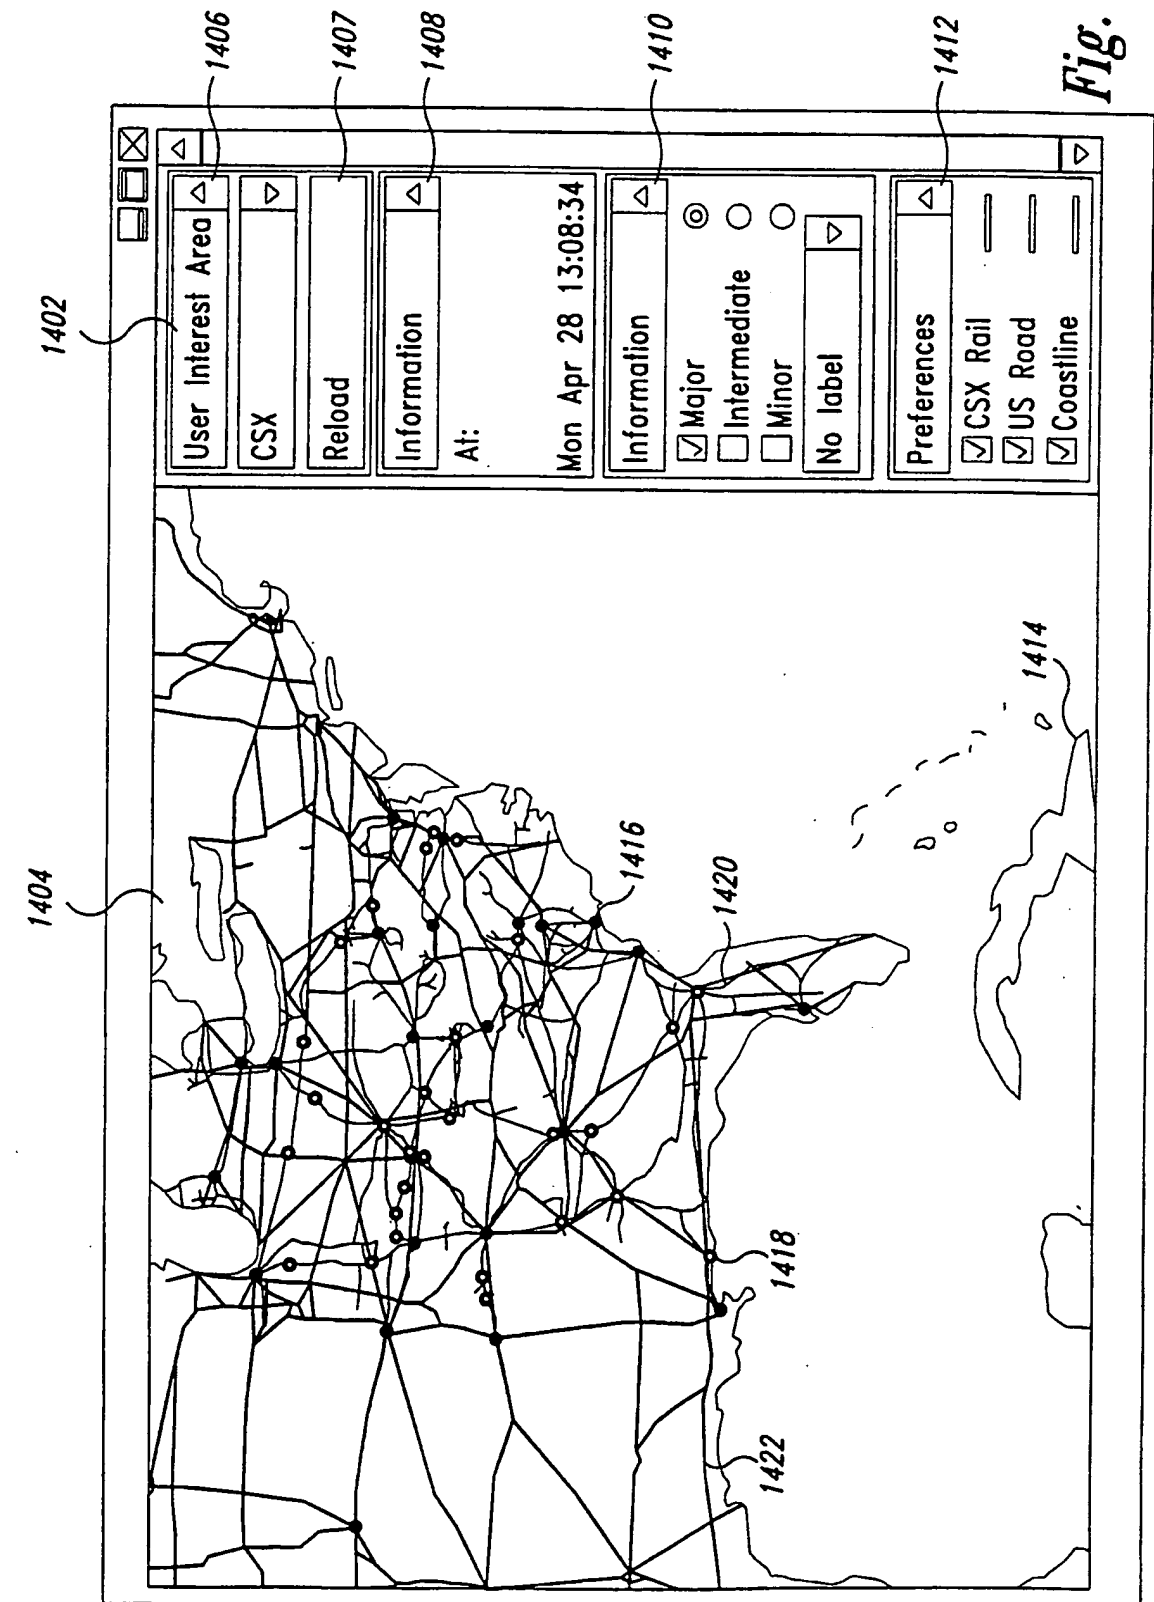 1402
1404
User Interest Area
1406
CSX
Reload
1407
Information
1408
At:
Mon Apr 28 13:08:34
Information
1410
Major
Intermediate
Minor
No label
Preferences
1412
CSX Rail
US Road
Coastline
1414
1416
1420
1418
1422
Fig.